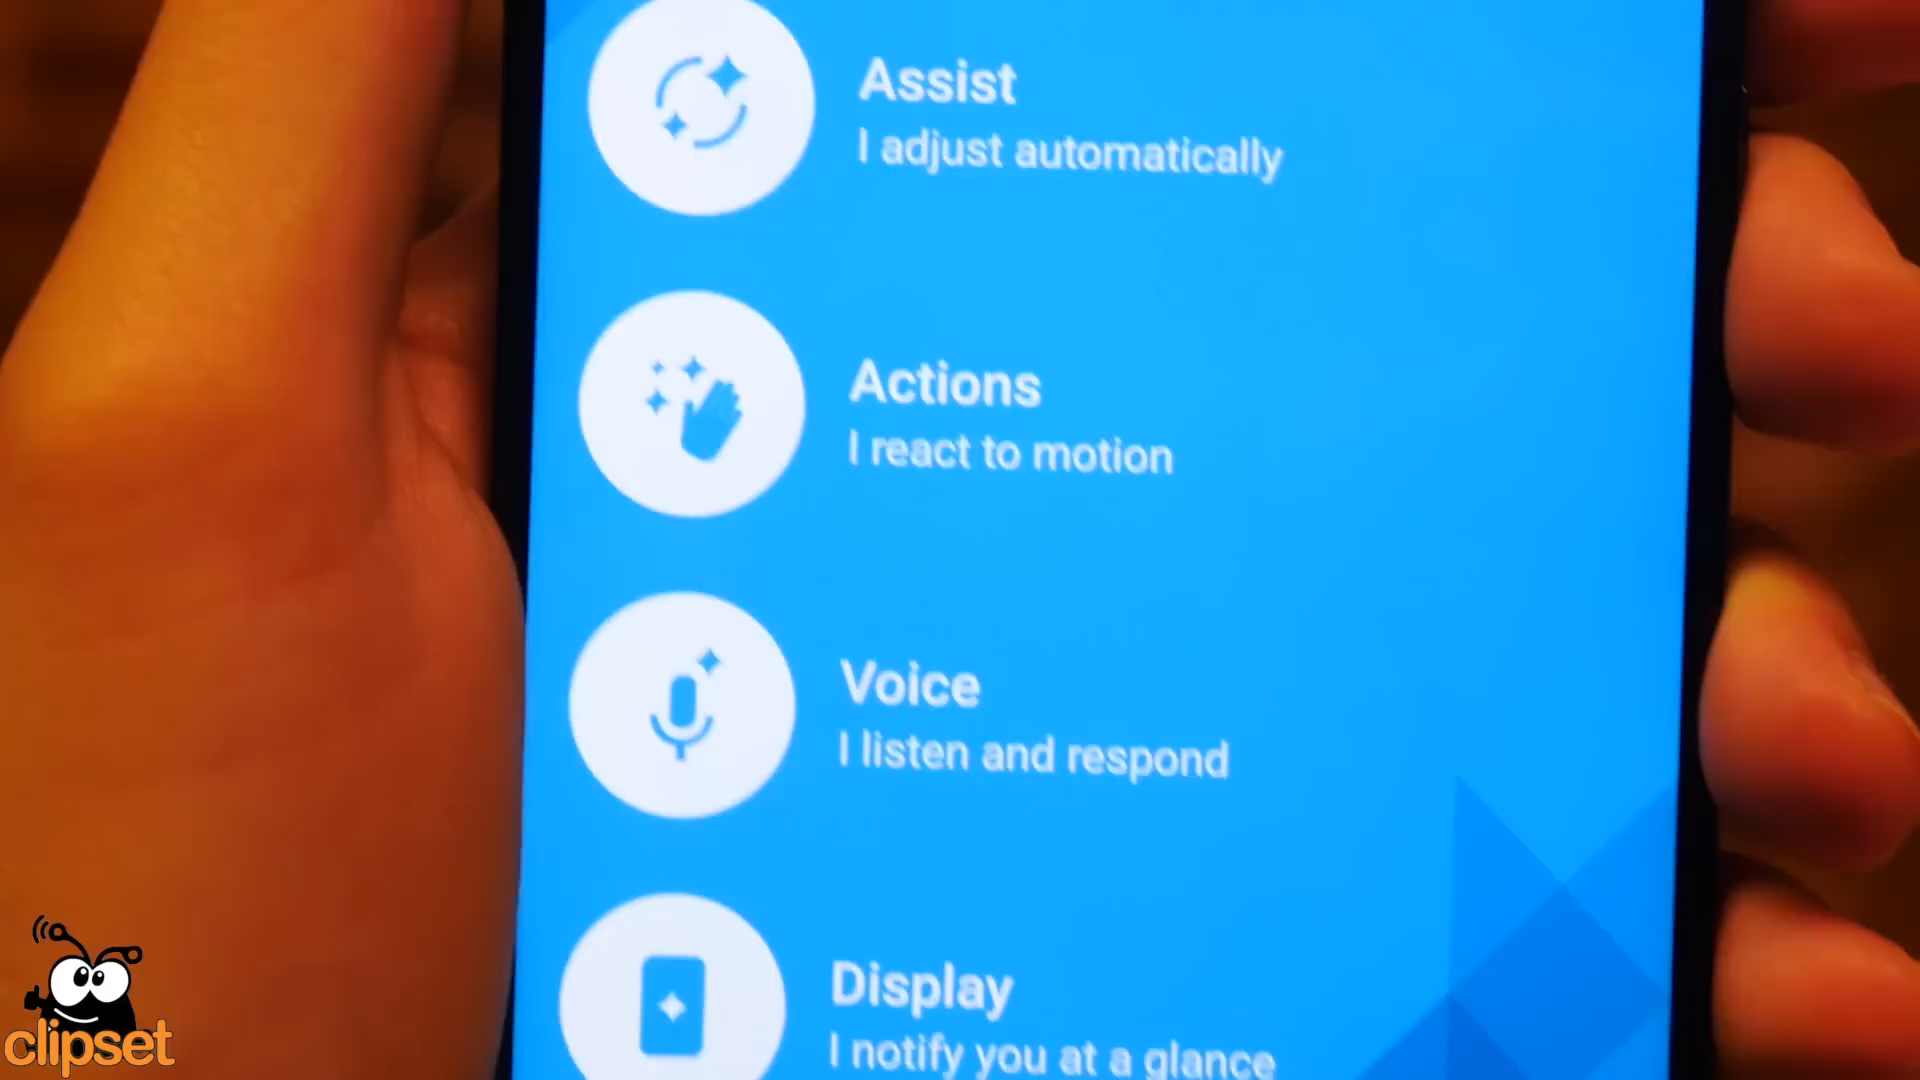 Assist
I adjust automatically
Actions
I react to motion
Voice
I listen and respond
Display
I notify you at a glance
clipset